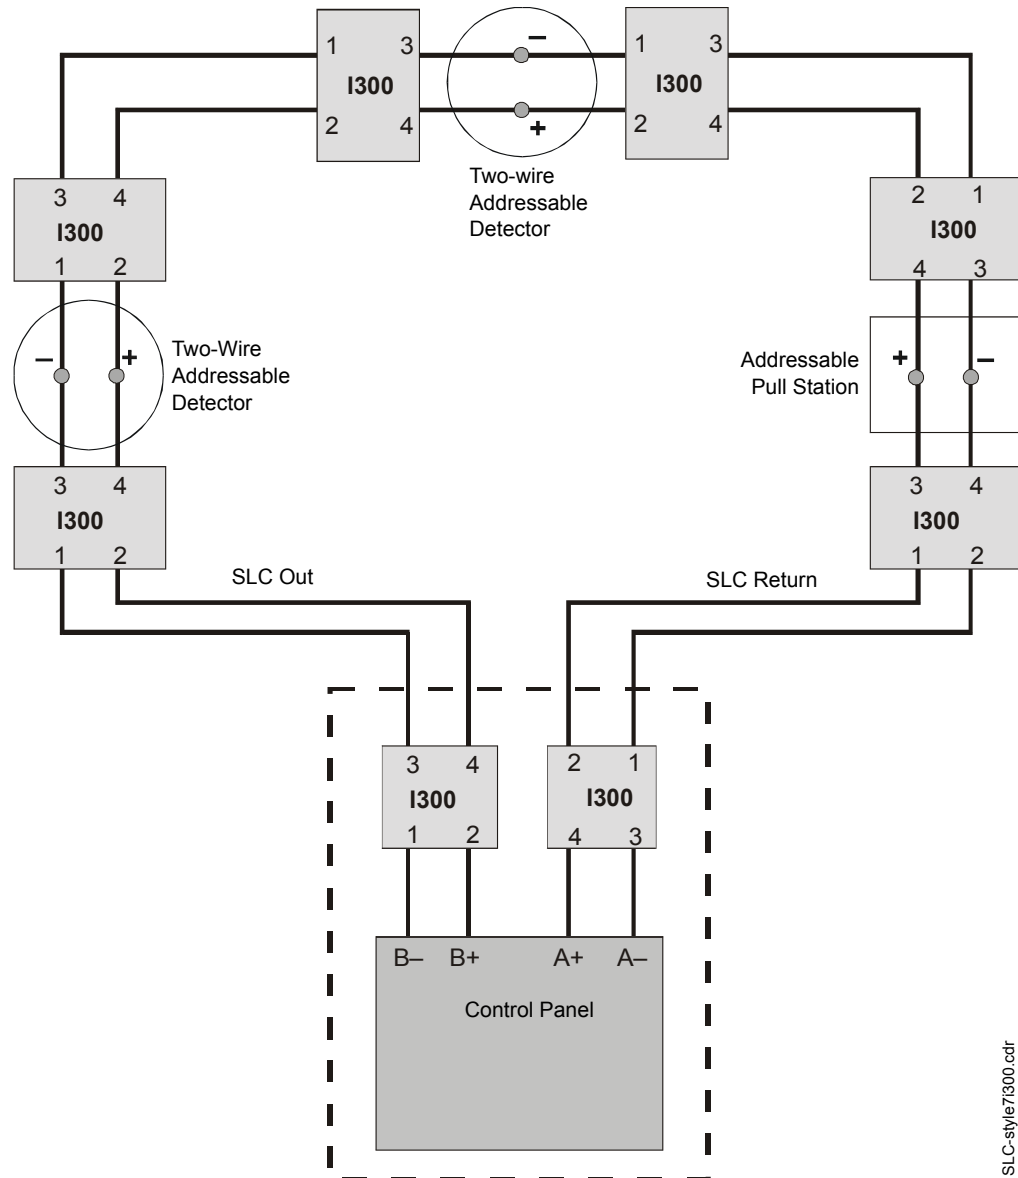 1 3 – 1 3
I300 I300
2 4 + 2 4
Two-wire
Addressable
Detector
3 4
I300
1 2
2 1
I300
4 3
– +
Two-Wire
Addressable
Detector
Addressable
Pull Station
+ –
3 4
I300
1 2
3 4
I300
1 2
SLC Out
SLC Return
3 4
I300
1 2
2 1
I300
4 3
B– B+ A+ A–
Control Panel
SLC-style7i300.cdr